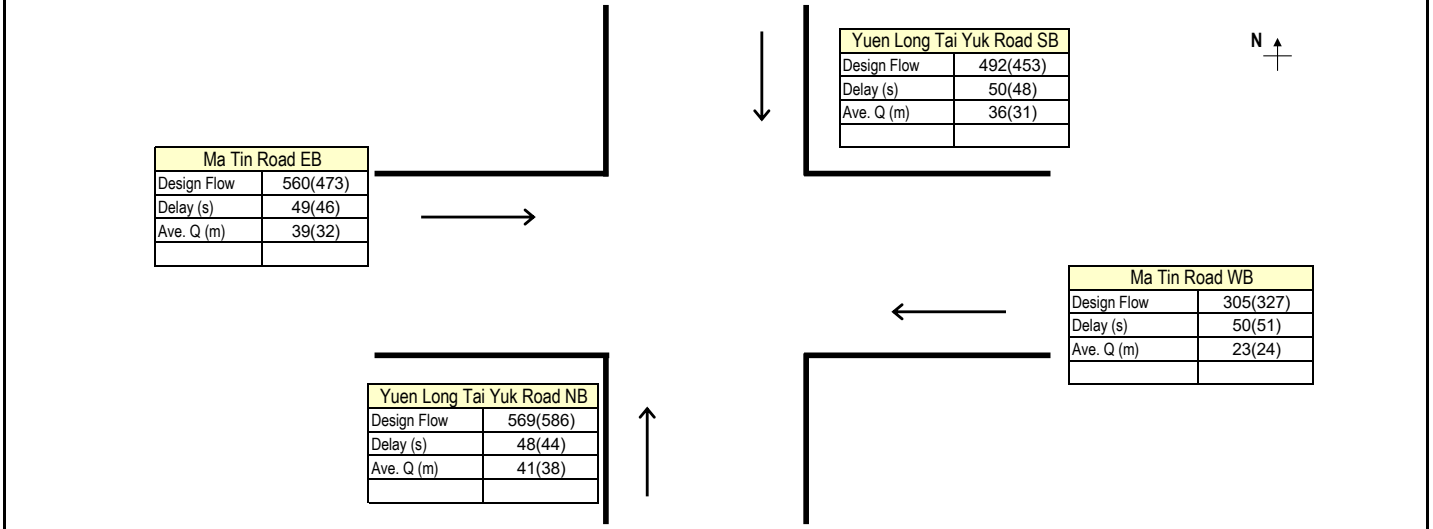 Yuen Long Tai Yuk Road SB
Design Flow 492(453)
Delay (s) 50(48)
Ave. Q (m) 36(31)
N
Ma Tin Road EB
Design Flow 560(473)
Delay (s) 49(46)
Ave. Q (m) 39(32)
Ma Tin Road WB
Design Flow 305(327)
Delay (s) 50(51)
Ave. Q (m) 23(24)
Yuen Long Tai Yuk Road NB
Design Flow 569(586)
Delay (s) 48(44)
Ave. Q (m) 41(38)